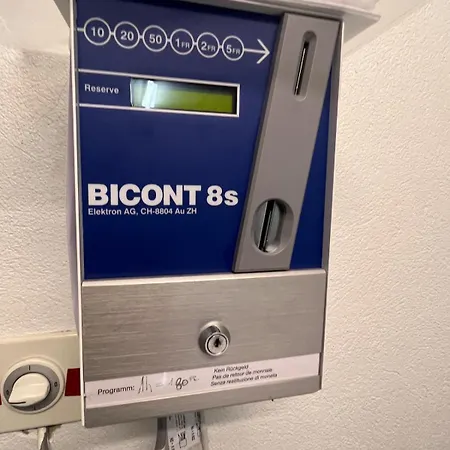 10 20 50 1FR 2FR 5FR
Reserve
BICONT 8s
Elektron AG, CH-8804 Au ZH
Kein Rückgeld
Pas de retour de monnaie
Senza restituzione di moneta
Programm: 1h